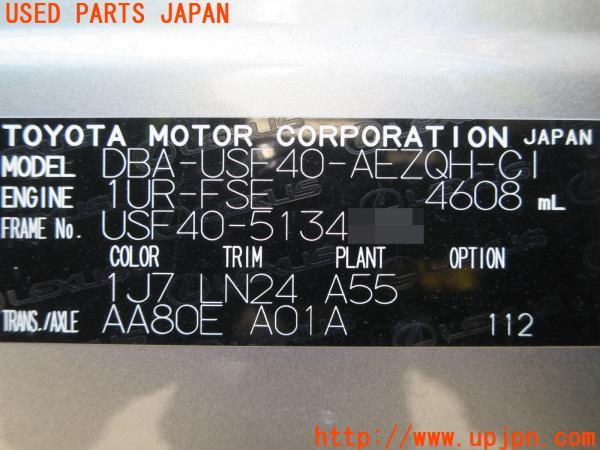 USED PARTS JAPAN
TOYOTA MOTOR CORPORATION JAPAN
MODEL DBA-USF40-AEZQH-CI
ENGINE 1UR-FSE 4608 mL
FRAME No. USF40-5134
COLOR TRIM PLANT OPTION
1J7 LN24 A55
TRANS./AXLE AA80E A01A 112
http://www.upjpn.com